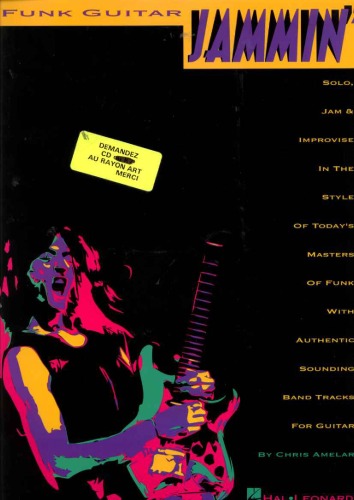 FUNK GUITAR
JAMMIN'
SOLO,
JAM &
IMPROVISE
IN THE
STYLE
OF TODAY'S
MASTERS
OF FUNK
WITH
AUTHENTIC
SOUNDING
BAND TRACKS
FOR GUITAR
BY CHRIS AMELAR
DEMANDEZ
CD
AU RAYON ART
MERCI
HAL•LEONARD